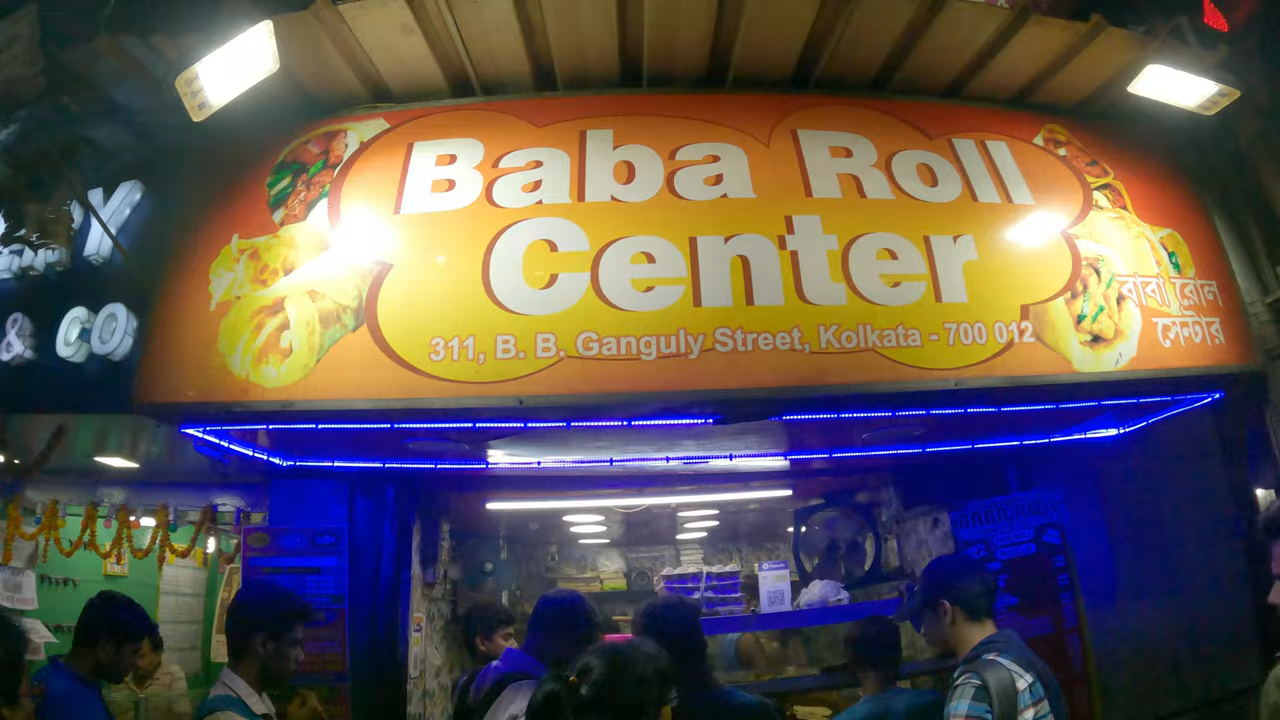 Baba Roll
Center
311, B. B. Ganguly Street, Kolkata - 700 012
বাবা রোল
সেন্টার
& CO.